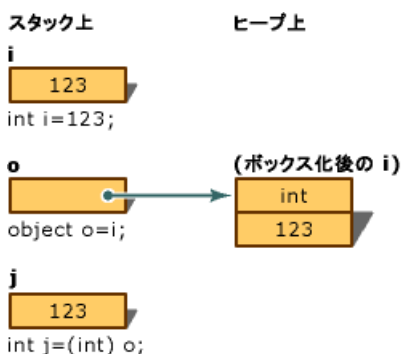 スタック上
ヒープ上
i
123
int i=123;
o
(ボックス化後の i)
int
object o=i;
123
j
123
int j=(int) o;